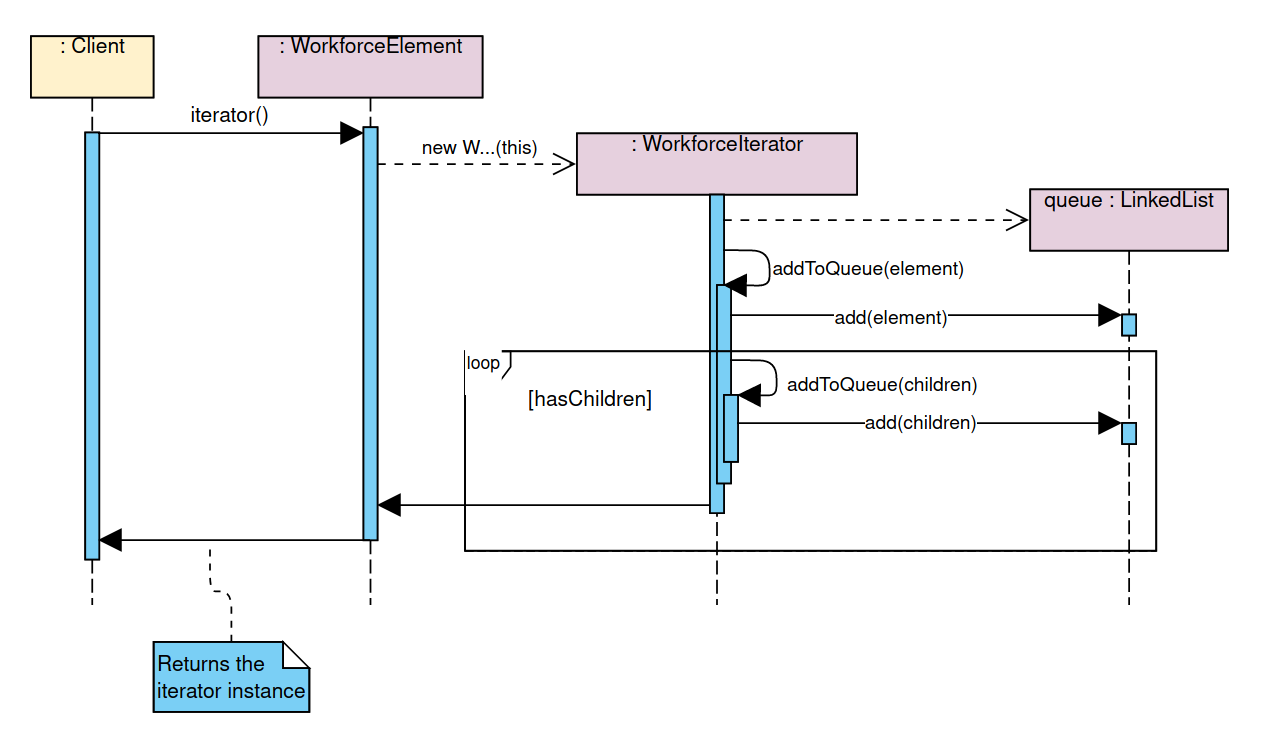 : Client
: WorkforceElement
iterator()
new W...(this)
: WorkforceIterator
queue : LinkedList
addToQueue(element)
add(element)
loop
[hasChildren]
addToQueue(children)
add(children)
Returns the
iterator instance